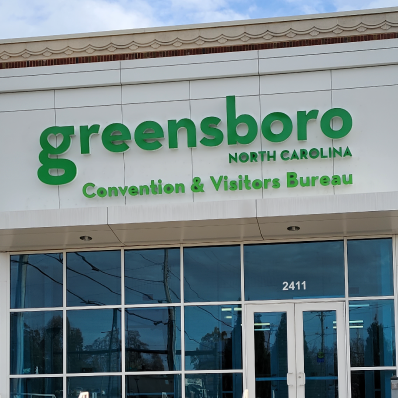 greensboro
NORTH CAROLINA
Convention & Visitors Bureau
2411